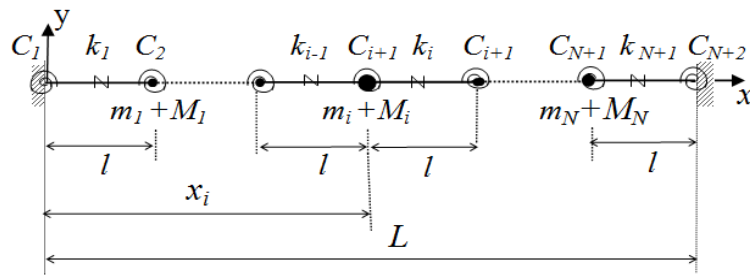 y
C1 k1 C2 ki-1 Ci+1 ki Ci+1 CN+1 kN+1 CN+2
x
m1+M1 mi+Mi mN+MN
l l l l
xi
L